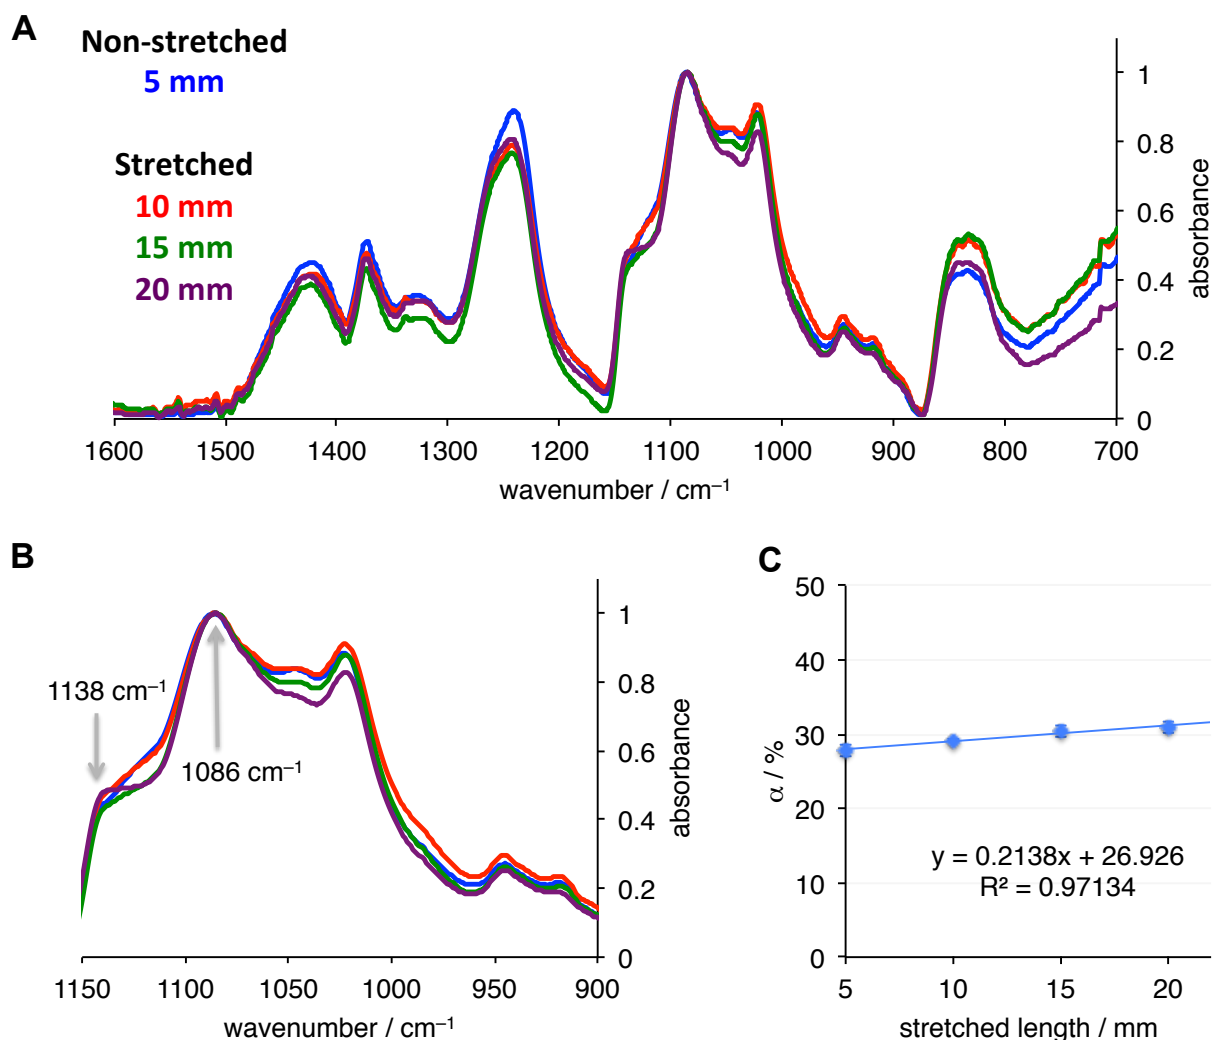 A
Non-stretched
5 mm
Stretched
10 mm
15 mm
20 mm
1
0.8
0.6
0.4
0.2
0
absorbance
1600 1500 1400 1300 1200 1100 1000 900 800 700
wavenumber / cm⁻¹
B
1138 cm⁻¹
1086 cm⁻¹
1
0.8
0.6
0.4
0.2
0
absorbance
1150 1100 1050 1000 950 900
wavenumber / cm⁻¹
C
50
40
30
20
10
0
α / %
y = 0.2138x + 26.926
R² = 0.97134
5 10 15 20
stretched length / mm